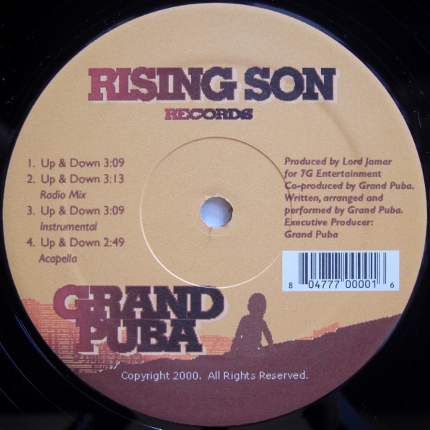 RISING SON
RECORDS
1. Up & Down 3:09
2. Up & Down 3:13
Radio Mix
3. Up & Down 3:09
Instrumental
4. Up & Down 2:49
Acapella
Produced by Lord Jamar
for 7G Entertainment
Co-produced by Grand Puba.
Written, arranged and
performed by Grand Puba.
Executive Producer:
Grand Puba
8 04777 00001 6
GRAND
PUBA
Copyright 2000. All Rights Reserved.